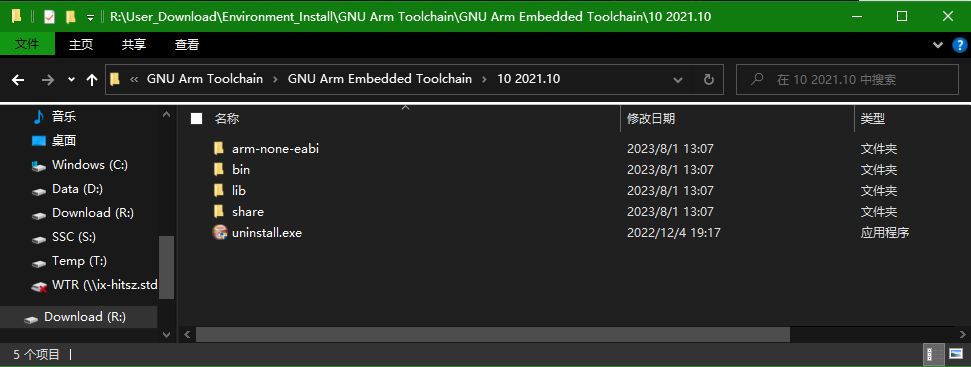 R:\User_Download\Environment_Install\GNU Arm Toolchain\GNU Arm Embedded Toolchain\10 2021.10
文件 主页 共享 查看
« GNU Arm Toolchain > GNU Arm Embedded Toolchain > 10 2021.10 在 10 2021.10 中搜索
音乐
桌面
Windows (C:)
Data (D:)
Download (R:)
SSC (S:)
Temp (T:)
WTR (\\ix-hitsz.std
Download (R:)
名称 修改日期 类型
arm-none-eabi 2023/8/1 13:07 文件夹
bin 2023/8/1 13:07 文件夹
lib 2023/8/1 13:07 文件夹
share 2023/8/1 13:07 文件夹
uninstall.exe 2022/12/4 19:17 应用程序
5 个项目